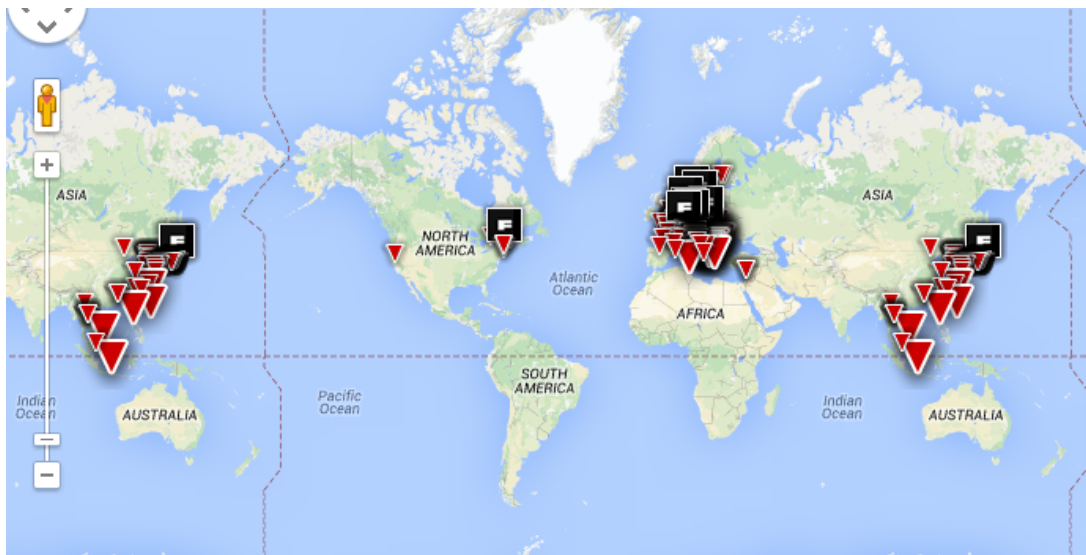 ASIA
NORTH
AMERICA
Atlantic
Ocean
AFRICA
ASIA
SOUTH
AMERICA
Pacific
Ocean
Indian
Ocean
AUSTRALIA
Indian
Ocean
AUSTRALIA
F
F
F
F